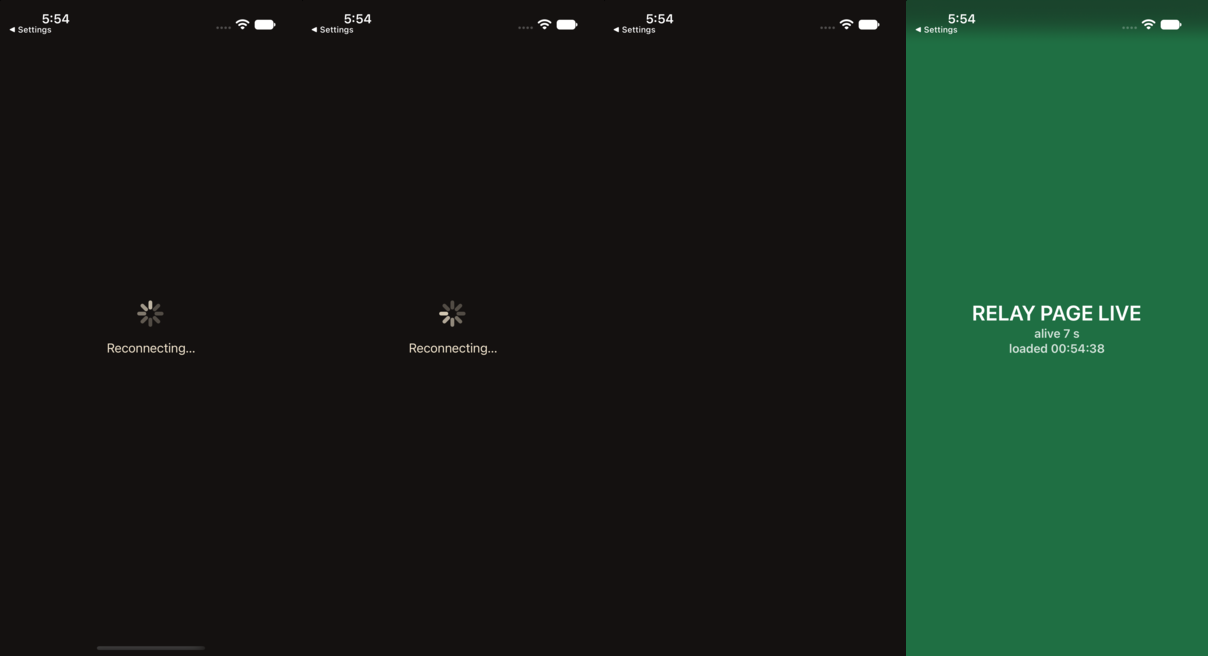 5:54
◀ Settings
Reconnecting...
5:54
◀ Settings
Reconnecting...
5:54
◀ Settings
5:54
◀ Settings
RELAY PAGE LIVE
alive 7 s
loaded 00:54:38